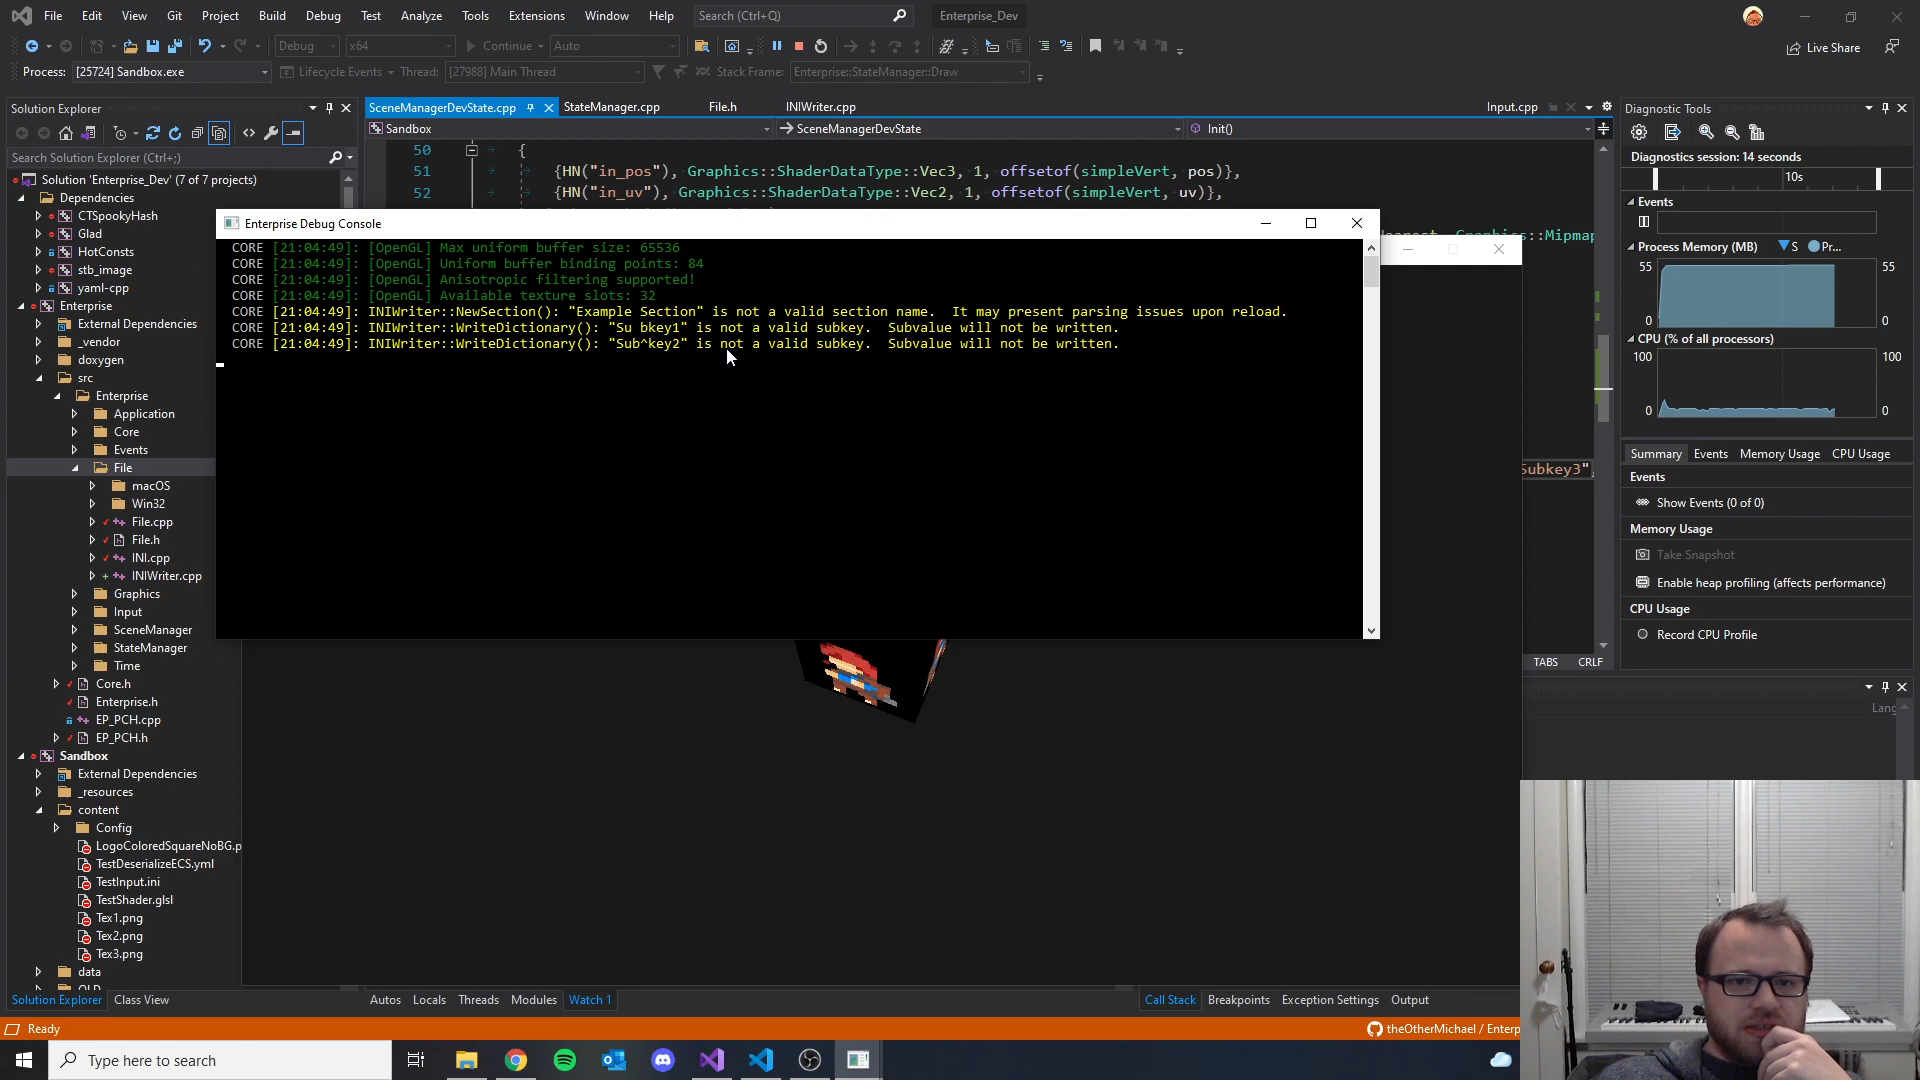 File Edit View Git Project Build Debug Test Analyze Tools Extensions Window Help Search (Ctrl+Q) Enterprise_Dev
Debug x64 Continue Auto Live Share
Process: [25724] Sandbox.exe Lifecycle Events Thread: [27988] Main Thread Stack Frame: Enterprise::StateManager::Draw
Solution Explorer
Search Solution Explorer (Ctrl+;)
Solution 'Enterprise_Dev' (7 of 7 projects)
Dependencies
CTSpookyHash
Glad
HotConsts
stb_image
yaml-cpp
Enterprise
External Dependencies
_vendor
doxygen
src
Enterprise
Application
Core
Events
File
macOS
Win32
File.cpp
File.h
INI.cpp
INIWriter.cpp
Graphics
Input
SceneManager
StateManager
Time
Core.h
Enterprise.h
EP_PCH.cpp
EP_PCH.h
Sandbox
External Dependencies
_resources
content
Config
LogoColoredSquareNoBG.p
TestDeserializeECS.yml
TestInput.ini
TestShader.glsl
Tex1.png
Tex2.png
Tex3.png
data
Solution Explorer Class View
SceneManagerDevState.cpp StateManager.cpp File.h INIWriter.cpp Input.cpp
Sandbox SceneManagerDevState Init()
50 {
51 {HN("in_pos"), Graphics::ShaderDataType::Vec3, 1, offsetof(simpleVert, pos)},
52 {HN("in_uv"), Graphics::ShaderDataType::Vec2, 1, offsetof(simpleVert, uv)},
::Mipmap
Subkey3"
Enterprise Debug Console
CORE [21:04:49]: [OpenGL] Max uniform buffer size: 65536
CORE [21:04:49]: [OpenGL] Uniform buffer binding points: 84
CORE [21:04:49]: [OpenGL] Anisotropic filtering supported!
CORE [21:04:49]: [OpenGL] Available texture slots: 32
CORE [21:04:49]: INIWriter::NewSection(): "Example Section" is not a valid section name.  It may present parsing issues upon reload.
CORE [21:04:49]: INIWriter::WriteDictionary(): "Su bkey1" is not a valid subkey.  Subvalue will not be written.
CORE [21:04:49]: INIWriter::WriteDictionary(): "Sub^key2" is not a valid subkey.  Subvalue will not be written.
TABS CRLF
Autos Locals Threads Modules Watch 1
Call Stack Breakpoints Exception Settings Output
Diagnostic Tools
Diagnostics session: 14 seconds
10s
Events
Process Memory (MB) S Pr...
55 55
0 0
CPU (% of all processors)
100 100
0 0
Summary Events Memory Usage CPU Usage
Events
Show Events (0 of 0)
Memory Usage
Take Snapshot
Enable heap profiling (affects performance)
CPU Usage
Record CPU Profile
Lang
Ready
theOtherMichael / Enterp
Type here to search